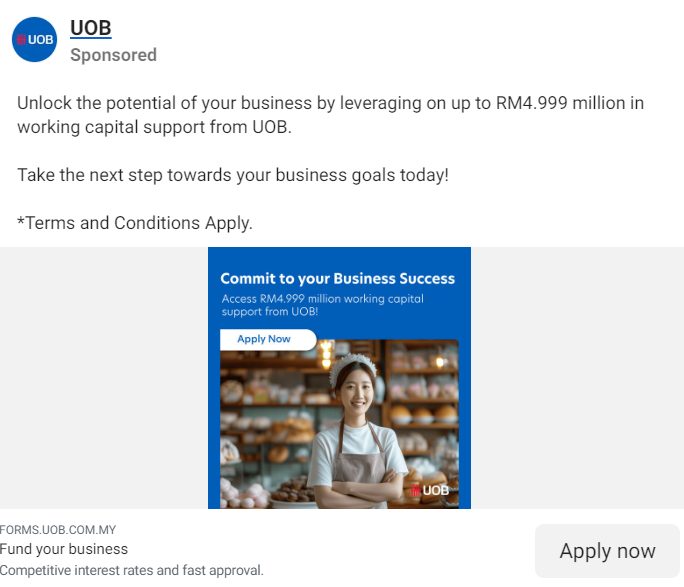 UOB
UOB
Sponsored
Unlock the potential of your business by leveraging on up to RM4.999 million in
working capital support from UOB.
Take the next step towards your business goals today!
*Terms and Conditions Apply.
Commit to your Business Success
Access RM4.999 million working capital
support from UOB!
Apply Now
UOB
FORMS.UOB.COM.MY
Fund your business
Competitive interest rates and fast approval.
Apply now